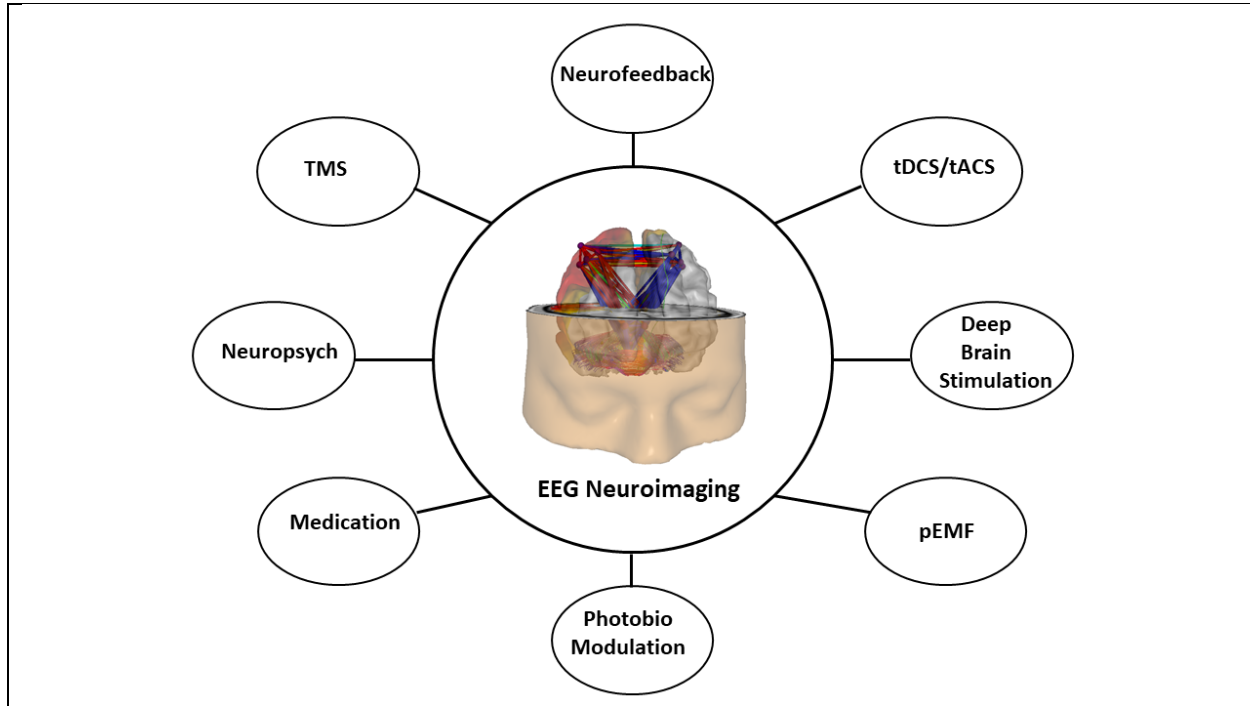 Neurofeedback
TMS
tDCS/tACS
Neuropsych
Deep
Brain
Stimulation
EEG Neuroimaging
Medication
pEMF
Photobio
Modulation